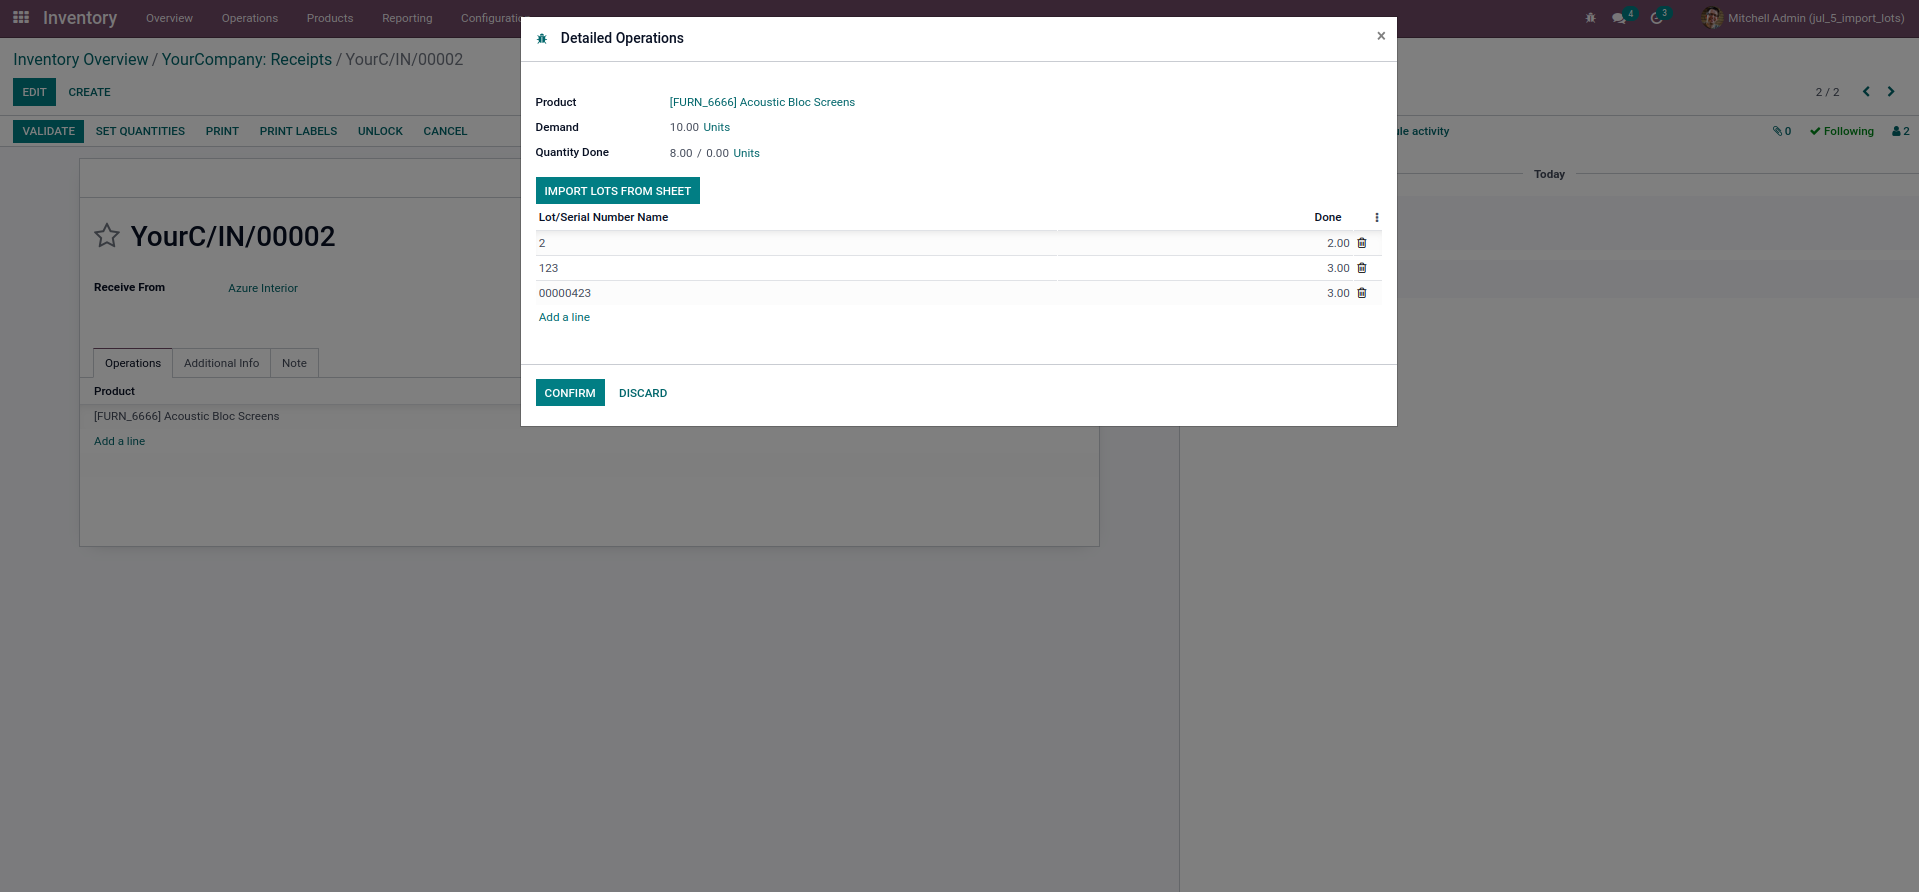 Inventory Overview Operations Products Reporting Configuratio 4 3 Mitchell Admin (jul_5_import_lots)
Inventory Overview / YourCompany: Receipts / YourC/IN/00002
EDIT CREATE 2 / 2
VALIDATE SET QUANTITIES PRINT PRINT LABELS UNLOCK CANCEL ule activity 0 Following 2
Today
YourC/IN/00002
Receive From Azure Interior
Operations Additional Info Note
Product
[FURN_6666] Acoustic Bloc Screens
Add a line
Detailed Operations ×
Product [FURN_6666] Acoustic Bloc Screens
Demand 10.00 Units
Quantity Done 8.00 / 0.00 Units
IMPORT LOTS FROM SHEET
Lot/Serial Number Name Done
2 2.00
123 3.00
00000423 3.00
Add a line
CONFIRM DISCARD